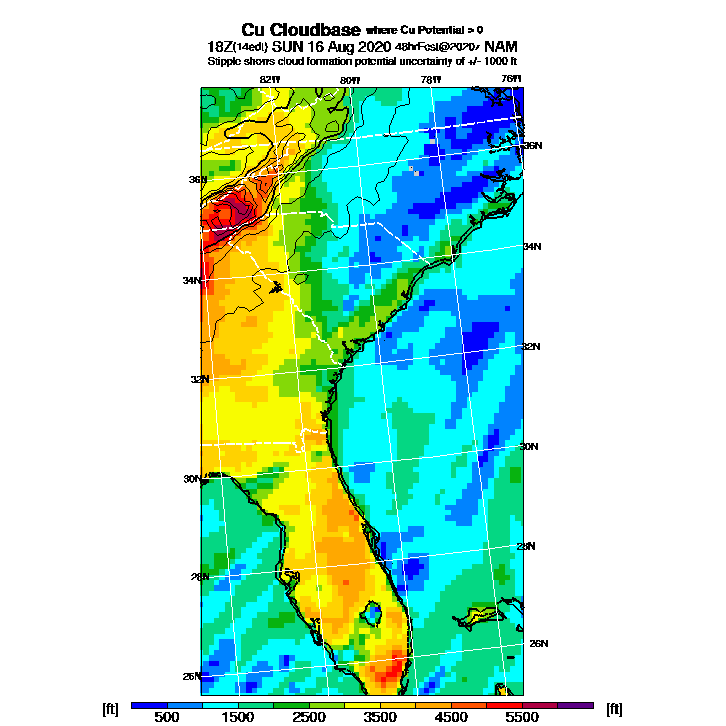 Cu Cloudbase where Cu Potential > 0
18Z(14edt) SUN 16 Aug 2020 48hrFcst@2020z NAM
Stipple shows cloud formation potential uncertainty of +/- 1000 ft
82W 80W 78W 76W
36N
36N
34N
34N
32N
32N
30N
30N
28N
28N
26N
26N
[ft] 500 1500 2500 3500 4500 5500 [ft]